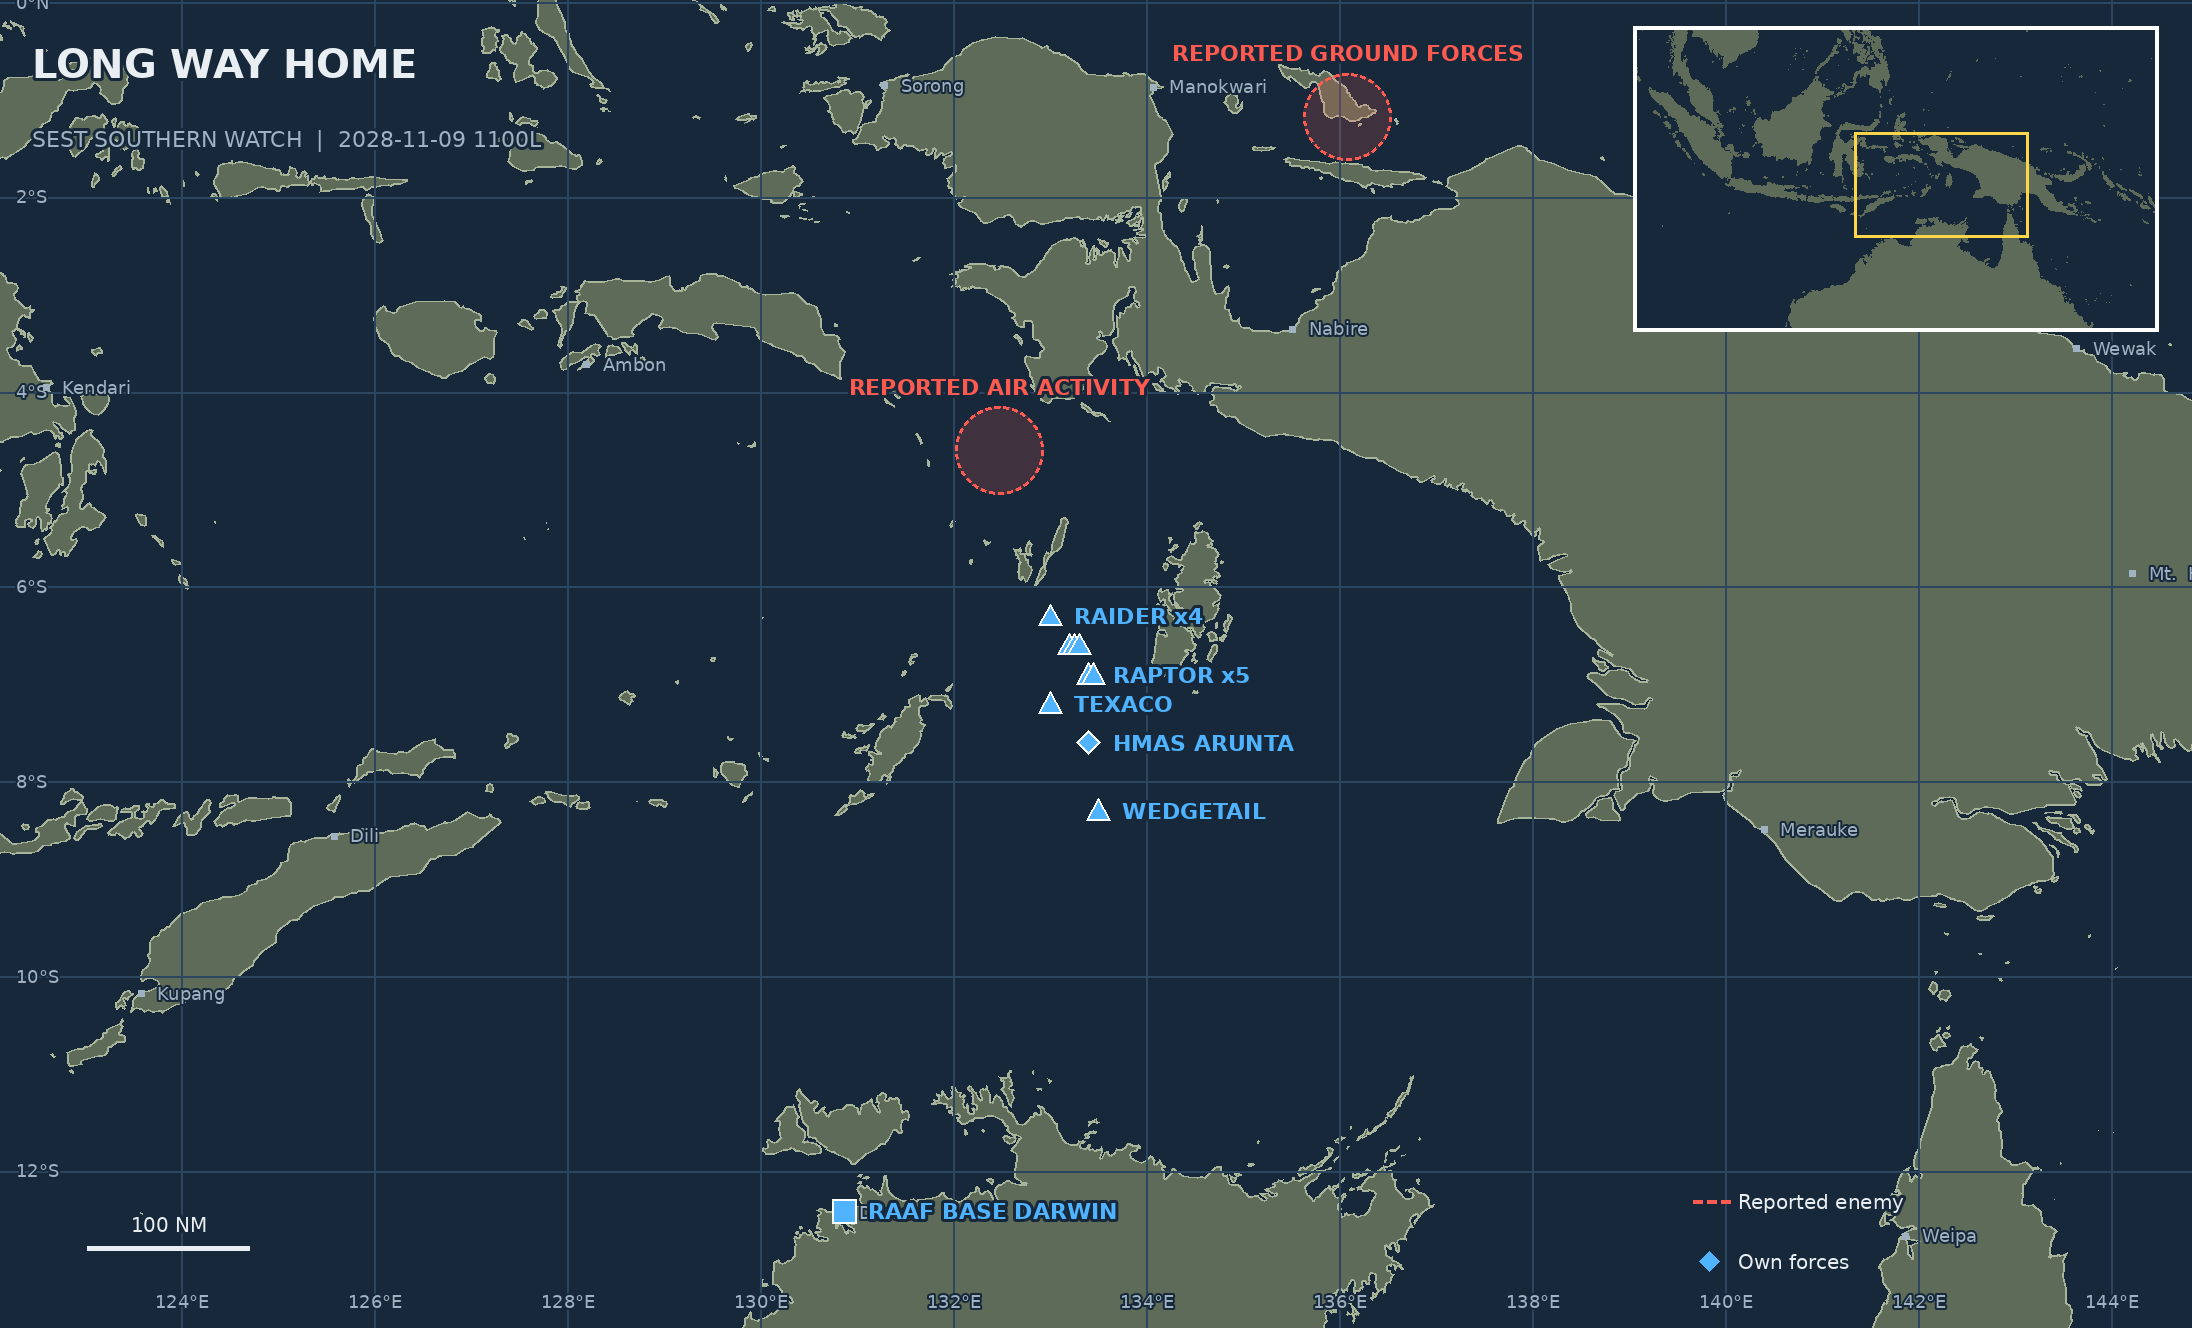 0°N
LONG WAY HOME
SEST SOUTHERN WATCH | 2028-11-09 1100L
REPORTED GROUND FORCES
Sorong
Manokwari
2°S
Nabire
Wewak
Ambon
Kendari
4°S
REPORTED AIR ACTIVITY
Mt.
6°S
RAIDER x4
RAPTOR x5
TEXACO
HMAS ARUNTA
8°S
WEDGETAIL
Dili
Merauke
10°S
Kupang
12°S
RAAF BASE DARWIN
100 NM
Reported enemy
Weipa
Own forces
124°E 126°E 128°E 130°E 132°E 134°E 136°E 138°E 140°E 142°E 144°E